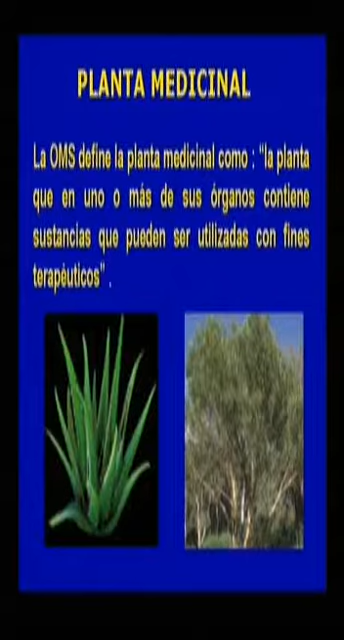 PLANTA MEDICINAL
La OMS define la planta medicinal como : "la planta
que en uno o más de sus órganos contiene
sustancias que pueden ser utilizadas con fines
terapéuticos" .